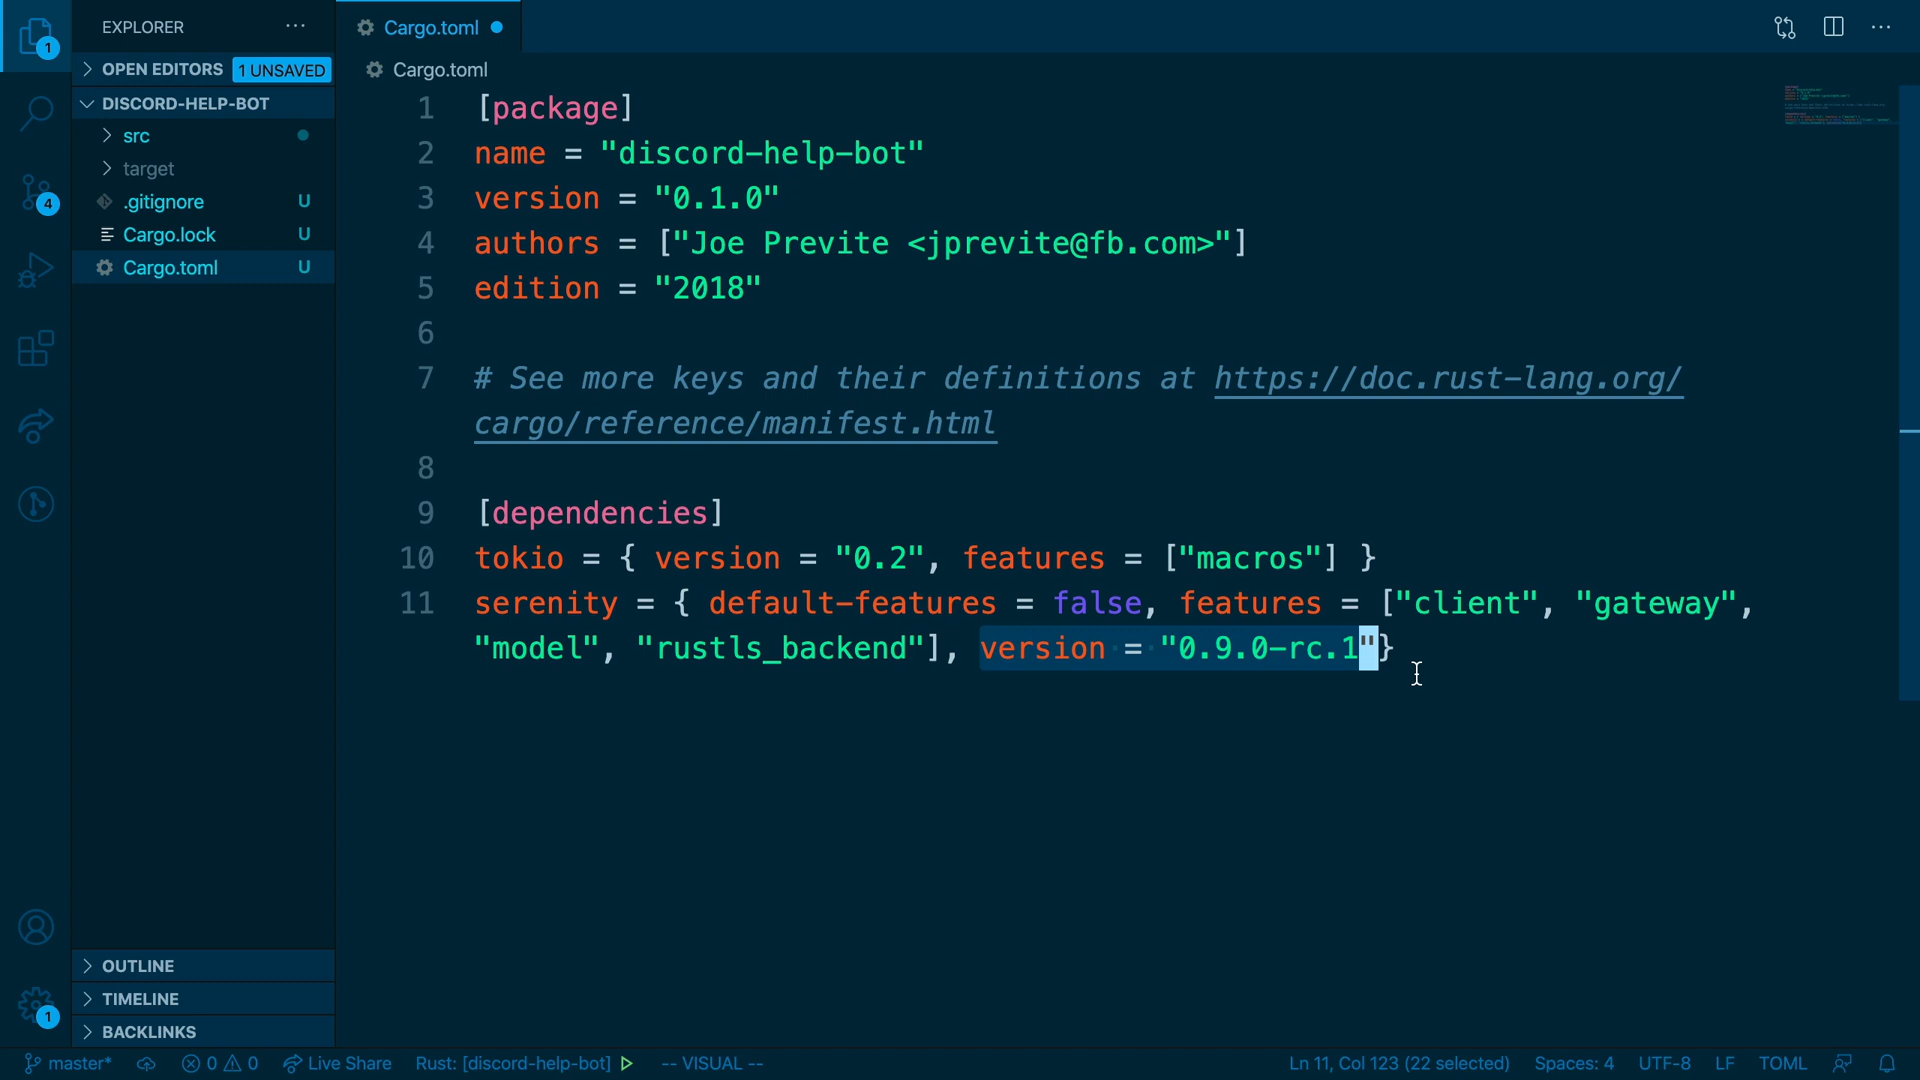 EXPLORER
Cargo.toml
1
OPEN EDITORS
1 UNSAVED
Cargo.toml
DISCORD-HELP-BOT
src
target
.gitignore U
Cargo.lock U
Cargo.toml U
4
1 [package]
2 name = "discord-help-bot"
3 version = "0.1.0"
4 authors = ["Joe Previte <jprevite@fb.com>"]
5 edition = "2018"
6
7 # See more keys and their definitions at https://doc.rust-lang.org/
cargo/reference/manifest.html
8
9 [dependencies]
10 tokio = { version = "0.2", features = ["macros"] }
11 serenity = { default-features = false, features = ["client", "gateway",
"model", "rustls_backend"], version = "0.9.0-rc.1"}
OUTLINE
TIMELINE
1
BACKLINKS
master* 0 0 Live Share Rust: [discord-help-bot] -- VISUAL -- Ln 11, Col 123 (22 selected) Spaces: 4 UTF-8 LF TOML